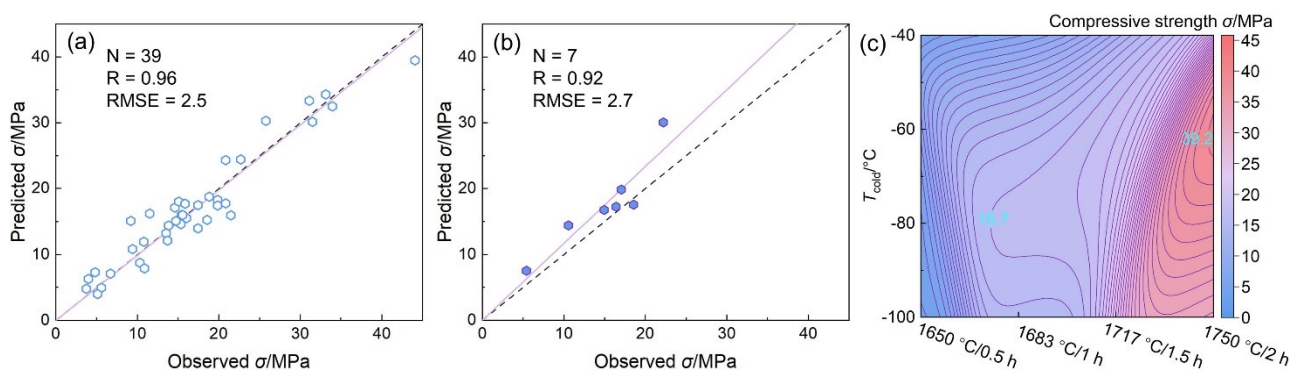 (a)
N = 39
R = 0.96
RMSE = 2.5
Predicted σ/MPa
40
30
20
10
0
0 10 20 30 40
Observed σ/MPa
(b)
N = 7
R = 0.92
RMSE = 2.7
Predicted σ/MPa
40
30
20
10
0
0 10 20 30 40
Observed σ/MPa
Compressive strength σ/MPa
(c)
T_cold/°C
-40
-60
-80
-100
39.2
16.7
1650 °C/0.5 h
1683 °C/1 h
1717 °C/1.5 h
1750 °C/2 h
45
40
35
30
25
20
15
10
5
0